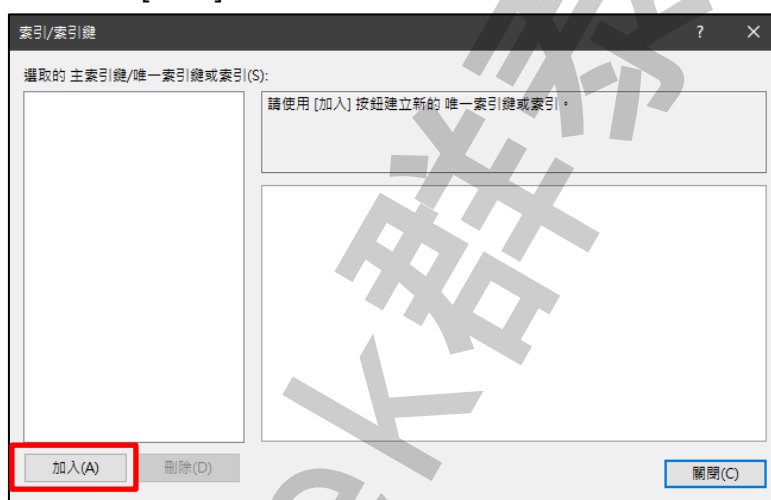 索引/索引鍵
選取的 主索引鍵/唯一索引鍵或索引(S):
請使用 [加入] 按鈕建立新的 唯一索引鍵或索引。
加入(A)
刪除(D)
關閉(C)